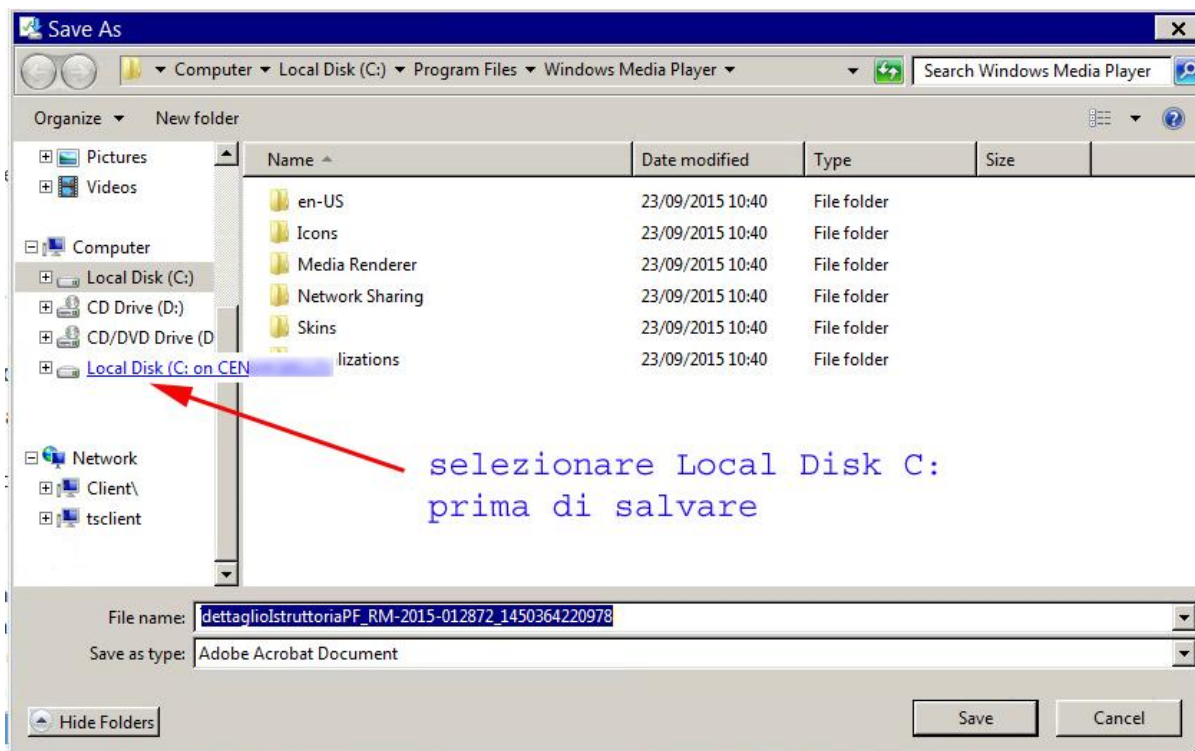 Save As
Computer Local Disk (C:) Program Files Windows Media Player
Search Windows Media Player
Organize New folder
Pictures
Videos
Computer
Local Disk (C:)
CD Drive (D:)
CD/DVD Drive (D
Local Disk (C: on CEN
Network
Client\
tsclient
Name Date modified Type Size
en-US 23/09/2015 10:40 File folder
Icons 23/09/2015 10:40 File folder
Media Renderer 23/09/2015 10:40 File folder
Network Sharing 23/09/2015 10:40 File folder
Skins 23/09/2015 10:40 File folder
lizations 23/09/2015 10:40 File folder
selezionare Local Disk C:
prima di salvare
File name: dettaglioIstruttoriaPF_RM-2015-012872_1450364220978
Save as type: Adobe Acrobat Document
Hide Folders Save Cancel